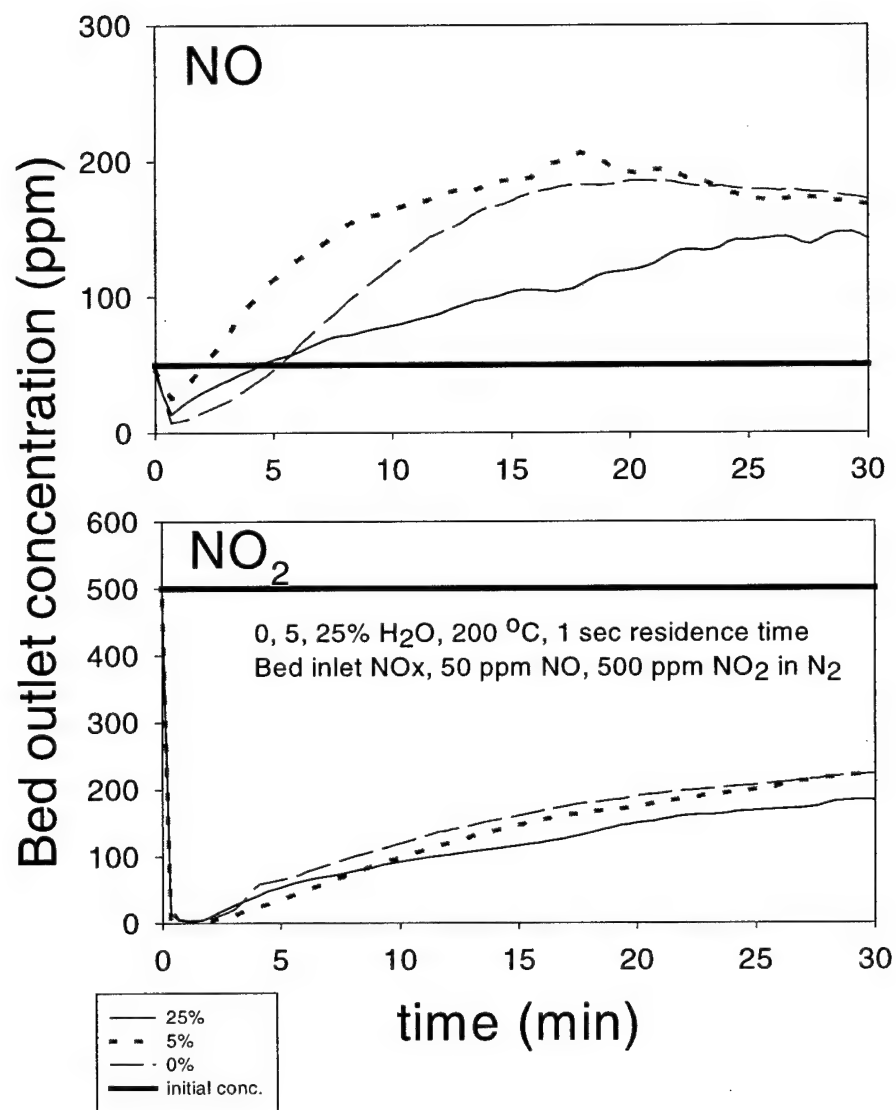 Bed outlet concentration (ppm)
NO
300
200
100
0
0 5 10 15 20 25 30
NO2
600
500
400
300
200
100
0
0, 5, 25% H2O, 200 ºC, 1 sec residence time
Bed inlet NOx, 50 ppm NO, 500 ppm NO2 in N2
0 5 10 15 20 25 30
time (min)
25%
5%
0%
initial conc.